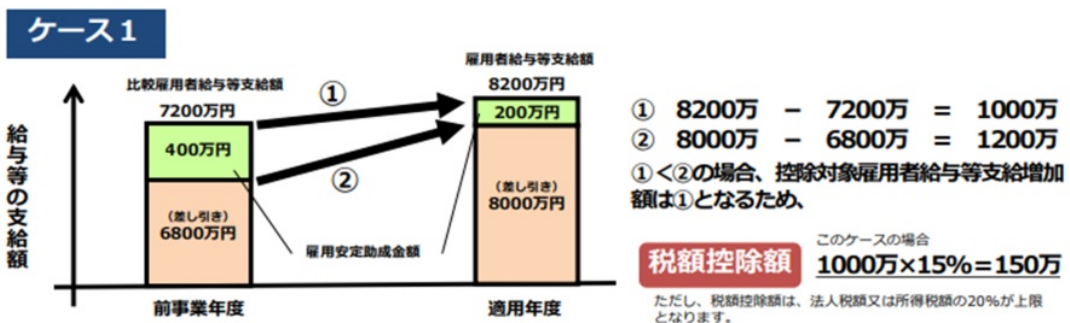 ケース1
給与等の支給額
比較雇用者給与等支給額
7200万円
400万円
(差し引き)
6800万円
①
②
雇用安定助成金額
雇用者給与等支給額
8200万円
200万円
(差し引き)
8000万円
前事業年度
適用年度
① 8200万 － 7200万 = 1000万
② 8000万 － 6800万 = 1200万
①<②の場合、控除対象雇用者給与等支給増加
額は①となるため、
税額控除額
このケースの場合
1000万×15%=150万
ただし、税額控除額は、法人税額又は所得税額の20%が上限
となります。